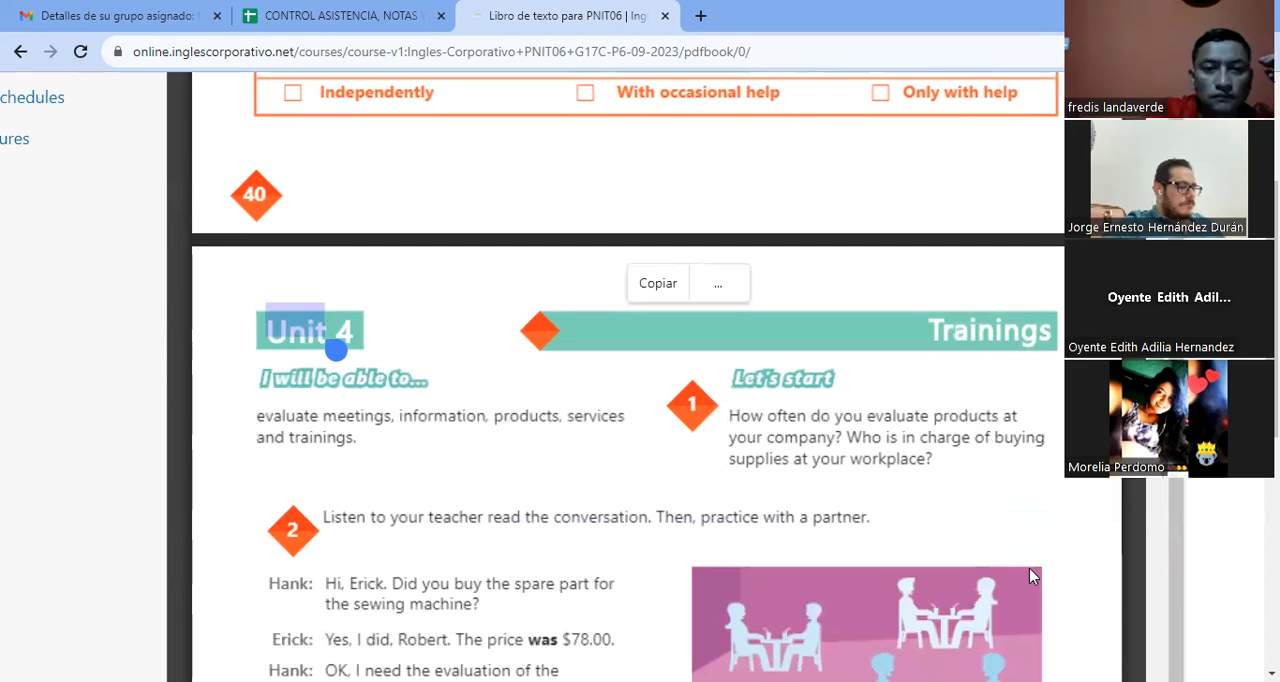 Detalles de su grupo asignado:
CONTROL ASISTENCIA, NOTAS Y
Libro de texto para PNIT06 | Ing
online.inglescorporativo.net/courses/course-v1:Ingles-Corporativo+PNIT06+G17C-P6-09-2023/pdfbook/0/
chedules
ures
Independently
With occasional help
Only with help
40
Copiar
...
Unit 4
Trainings
I will be able to...
evaluate meetings, information, products, services
and trainings.
1
Let's start
How often do you evaluate products at
your company? Who is in charge of buying
supplies at your workplace?
2
Listen to your teacher read the conversation. Then, practice with a partner.
Hank: Hi, Erick. Did you buy the spare part for
the sewing machine?
Erick: Yes, I did, Robert. The price was $78.00.
Hank: OK, I need the evaluation of the
fredis landaverde
Jorge Ernesto Hernández Durán
Oyente Edith Adil...
Oyente Edith Adilia Hernandez
Morelia Perdomo